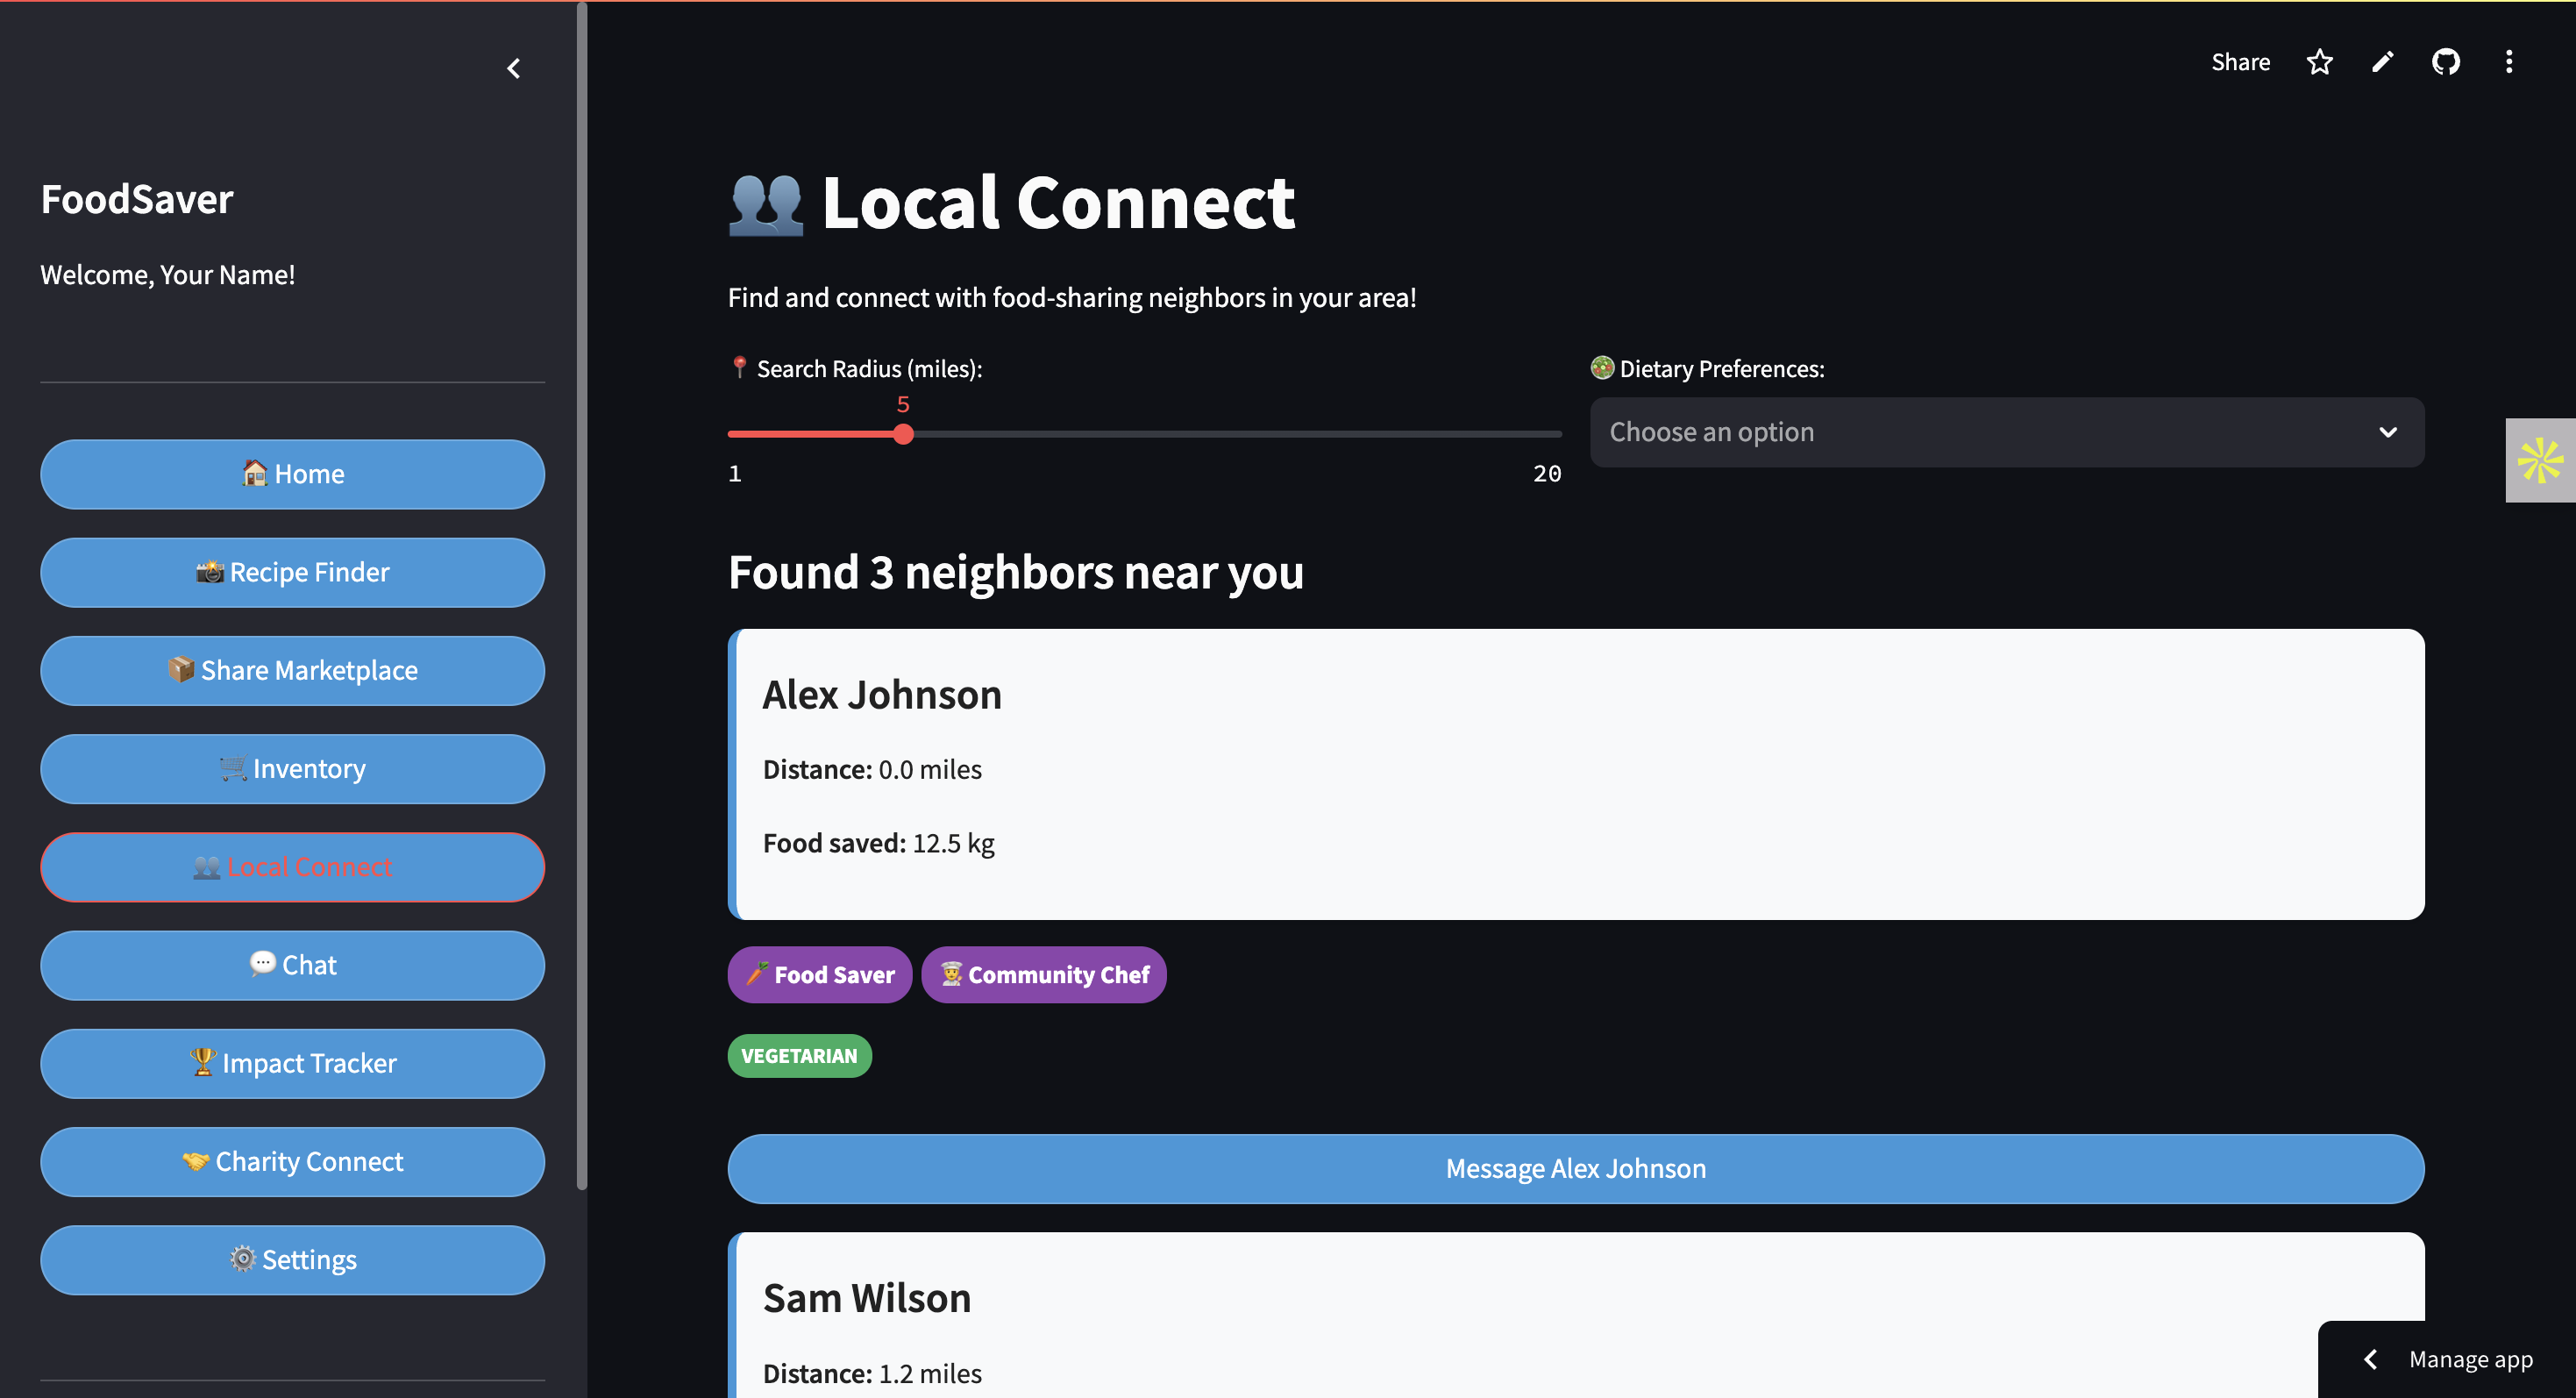 Share
FoodSaver
Welcome, Your Name!
Home
Recipe Finder
Share Marketplace
Inventory
Local Connect
Chat
Impact Tracker
Charity Connect
Settings
Local Connect
Find and connect with food-sharing neighbors in your area!
Search Radius (miles):
5
1
20
Dietary Preferences:
Choose an option
Found 3 neighbors near you
Alex Johnson
Distance: 0.0 miles
Food saved: 12.5 kg
Food Saver
Community Chef
VEGETARIAN
Message Alex Johnson
Sam Wilson
Distance: 1.2 miles
Manage app